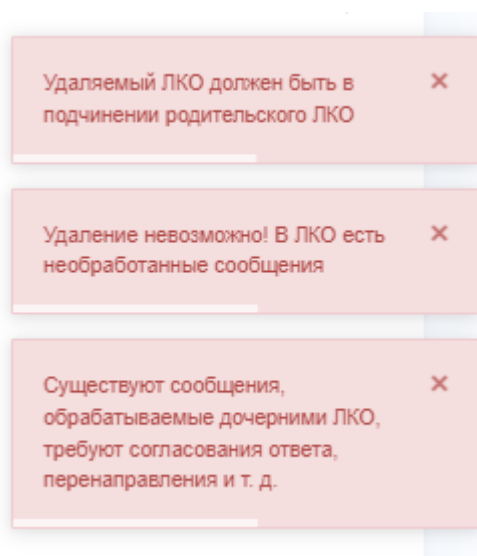 Удаляемый ЛКО должен быть в
подчинении родительского ЛКО
Удаление невозможно! В ЛКО есть
необработанные сообщения
Существуют сообщения,
обрабатываемые дочерними ЛКО,
требуют согласования ответа,
перенаправления и т. д.